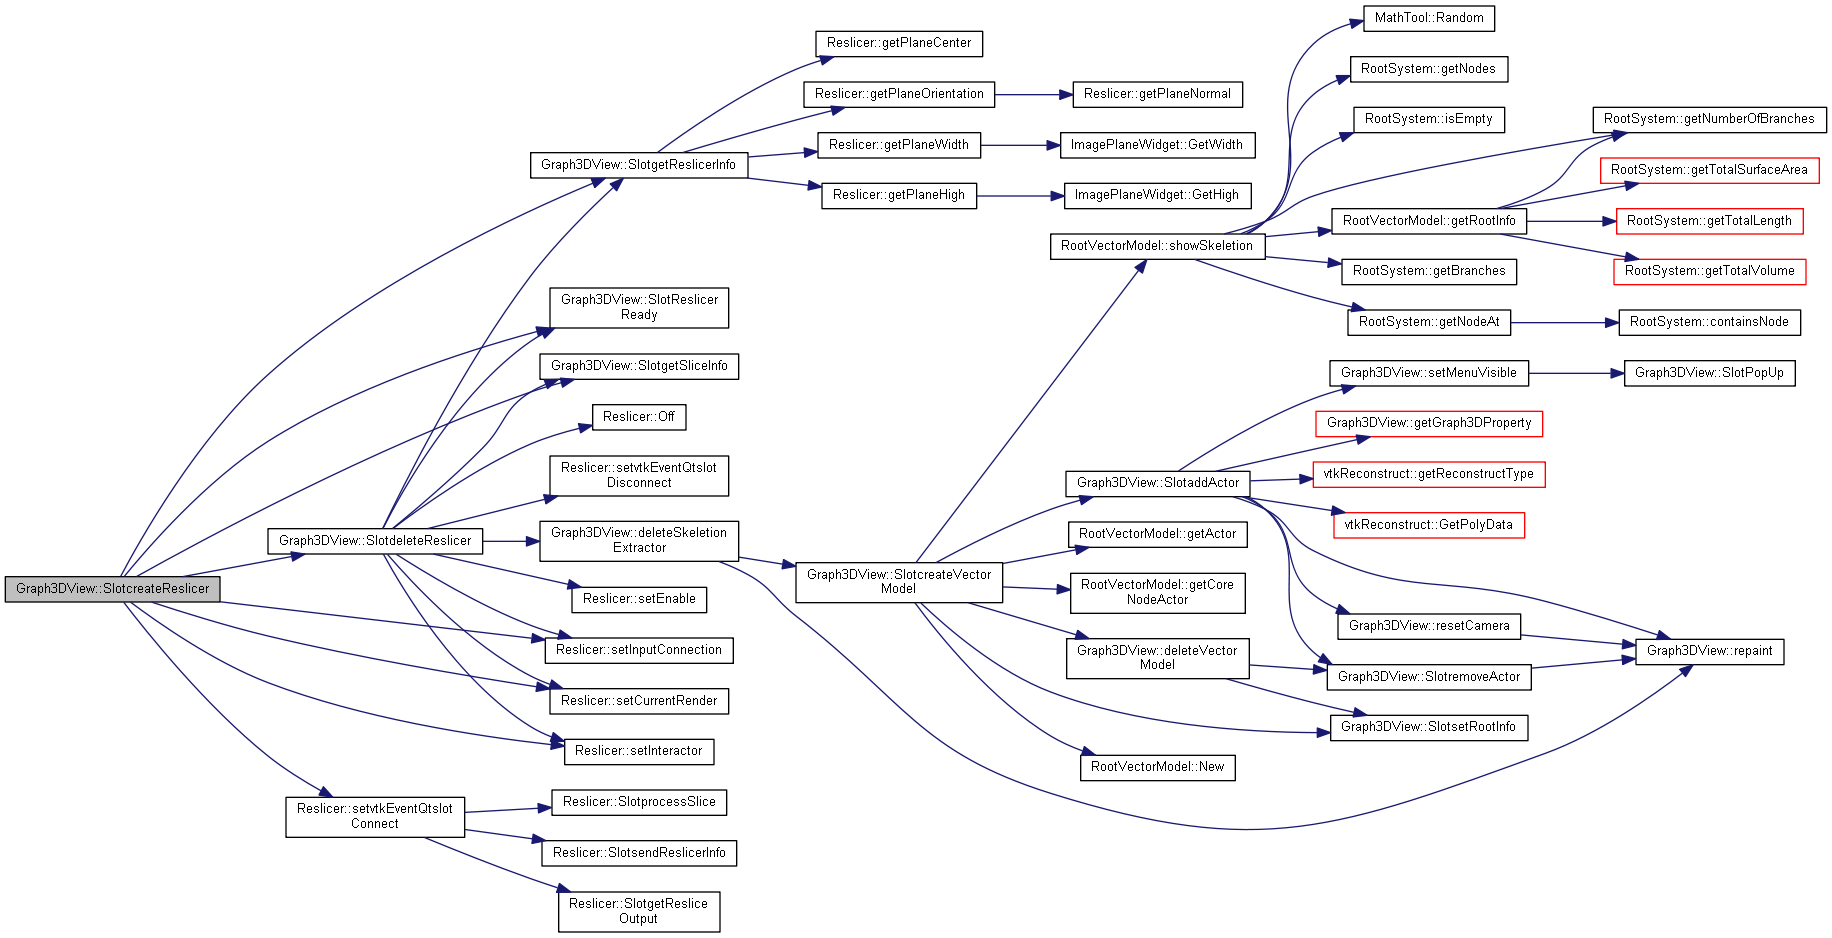 Graph3DView::SlotcreateReslicer
Graph3DView::SlotgetReslicerInfo
Reslicer::getPlaneCenter
Reslicer::getPlaneOrientation
Reslicer::getPlaneNormal
Reslicer::getPlaneWidth
ImagePlaneWidget::GetWidth
Reslicer::getPlaneHigh
ImagePlaneWidget::GetHigh
Graph3DView::SlotReslicer
Ready
Graph3DView::SlotgetSliceInfo
Reslicer::Off
Reslicer::setvtkEventQtslot
Disconnect
Graph3DView::SlotdeleteReslicer
Graph3DView::deleteSkeletion
Extractor
Reslicer::setEnable
Reslicer::setInputConnection
Reslicer::setCurrentRender
Reslicer::setInteractor
Reslicer::setvtkEventQtslot
Connect
Reslicer::SlotprocessSlice
Reslicer::SlotsendReslicerInfo
Reslicer::SlotgetReslice
Output
Graph3DView::SlotcreateVector
Model
RootVectorModel::showSkeletion
MathTool::Random
RootSystem::getNodes
RootSystem::isEmpty
RootSystem::getNumberOfBranches
RootVectorModel::getRootInfo
RootSystem::getTotalSurfaceArea
RootSystem::getTotalLength
RootSystem::getTotalVolume
RootSystem::getBranches
RootSystem::getNodeAt
RootSystem::containsNode
Graph3DView::SlotaddActor
Graph3DView::setMenuVisible
Graph3DView::SlotPopUp
Graph3DView::getGraph3DProperty
vtkReconstruct::getReconstructType
vtkReconstruct::GetPolyData
RootVectorModel::getActor
RootVectorModel::getCore
NodeActor
Graph3DView::deleteVector
Model
Graph3DView::resetCamera
Graph3DView::SlotremoveActor
Graph3DView::repaint
Graph3DView::SlotsetRootInfo
RootVectorModel::New